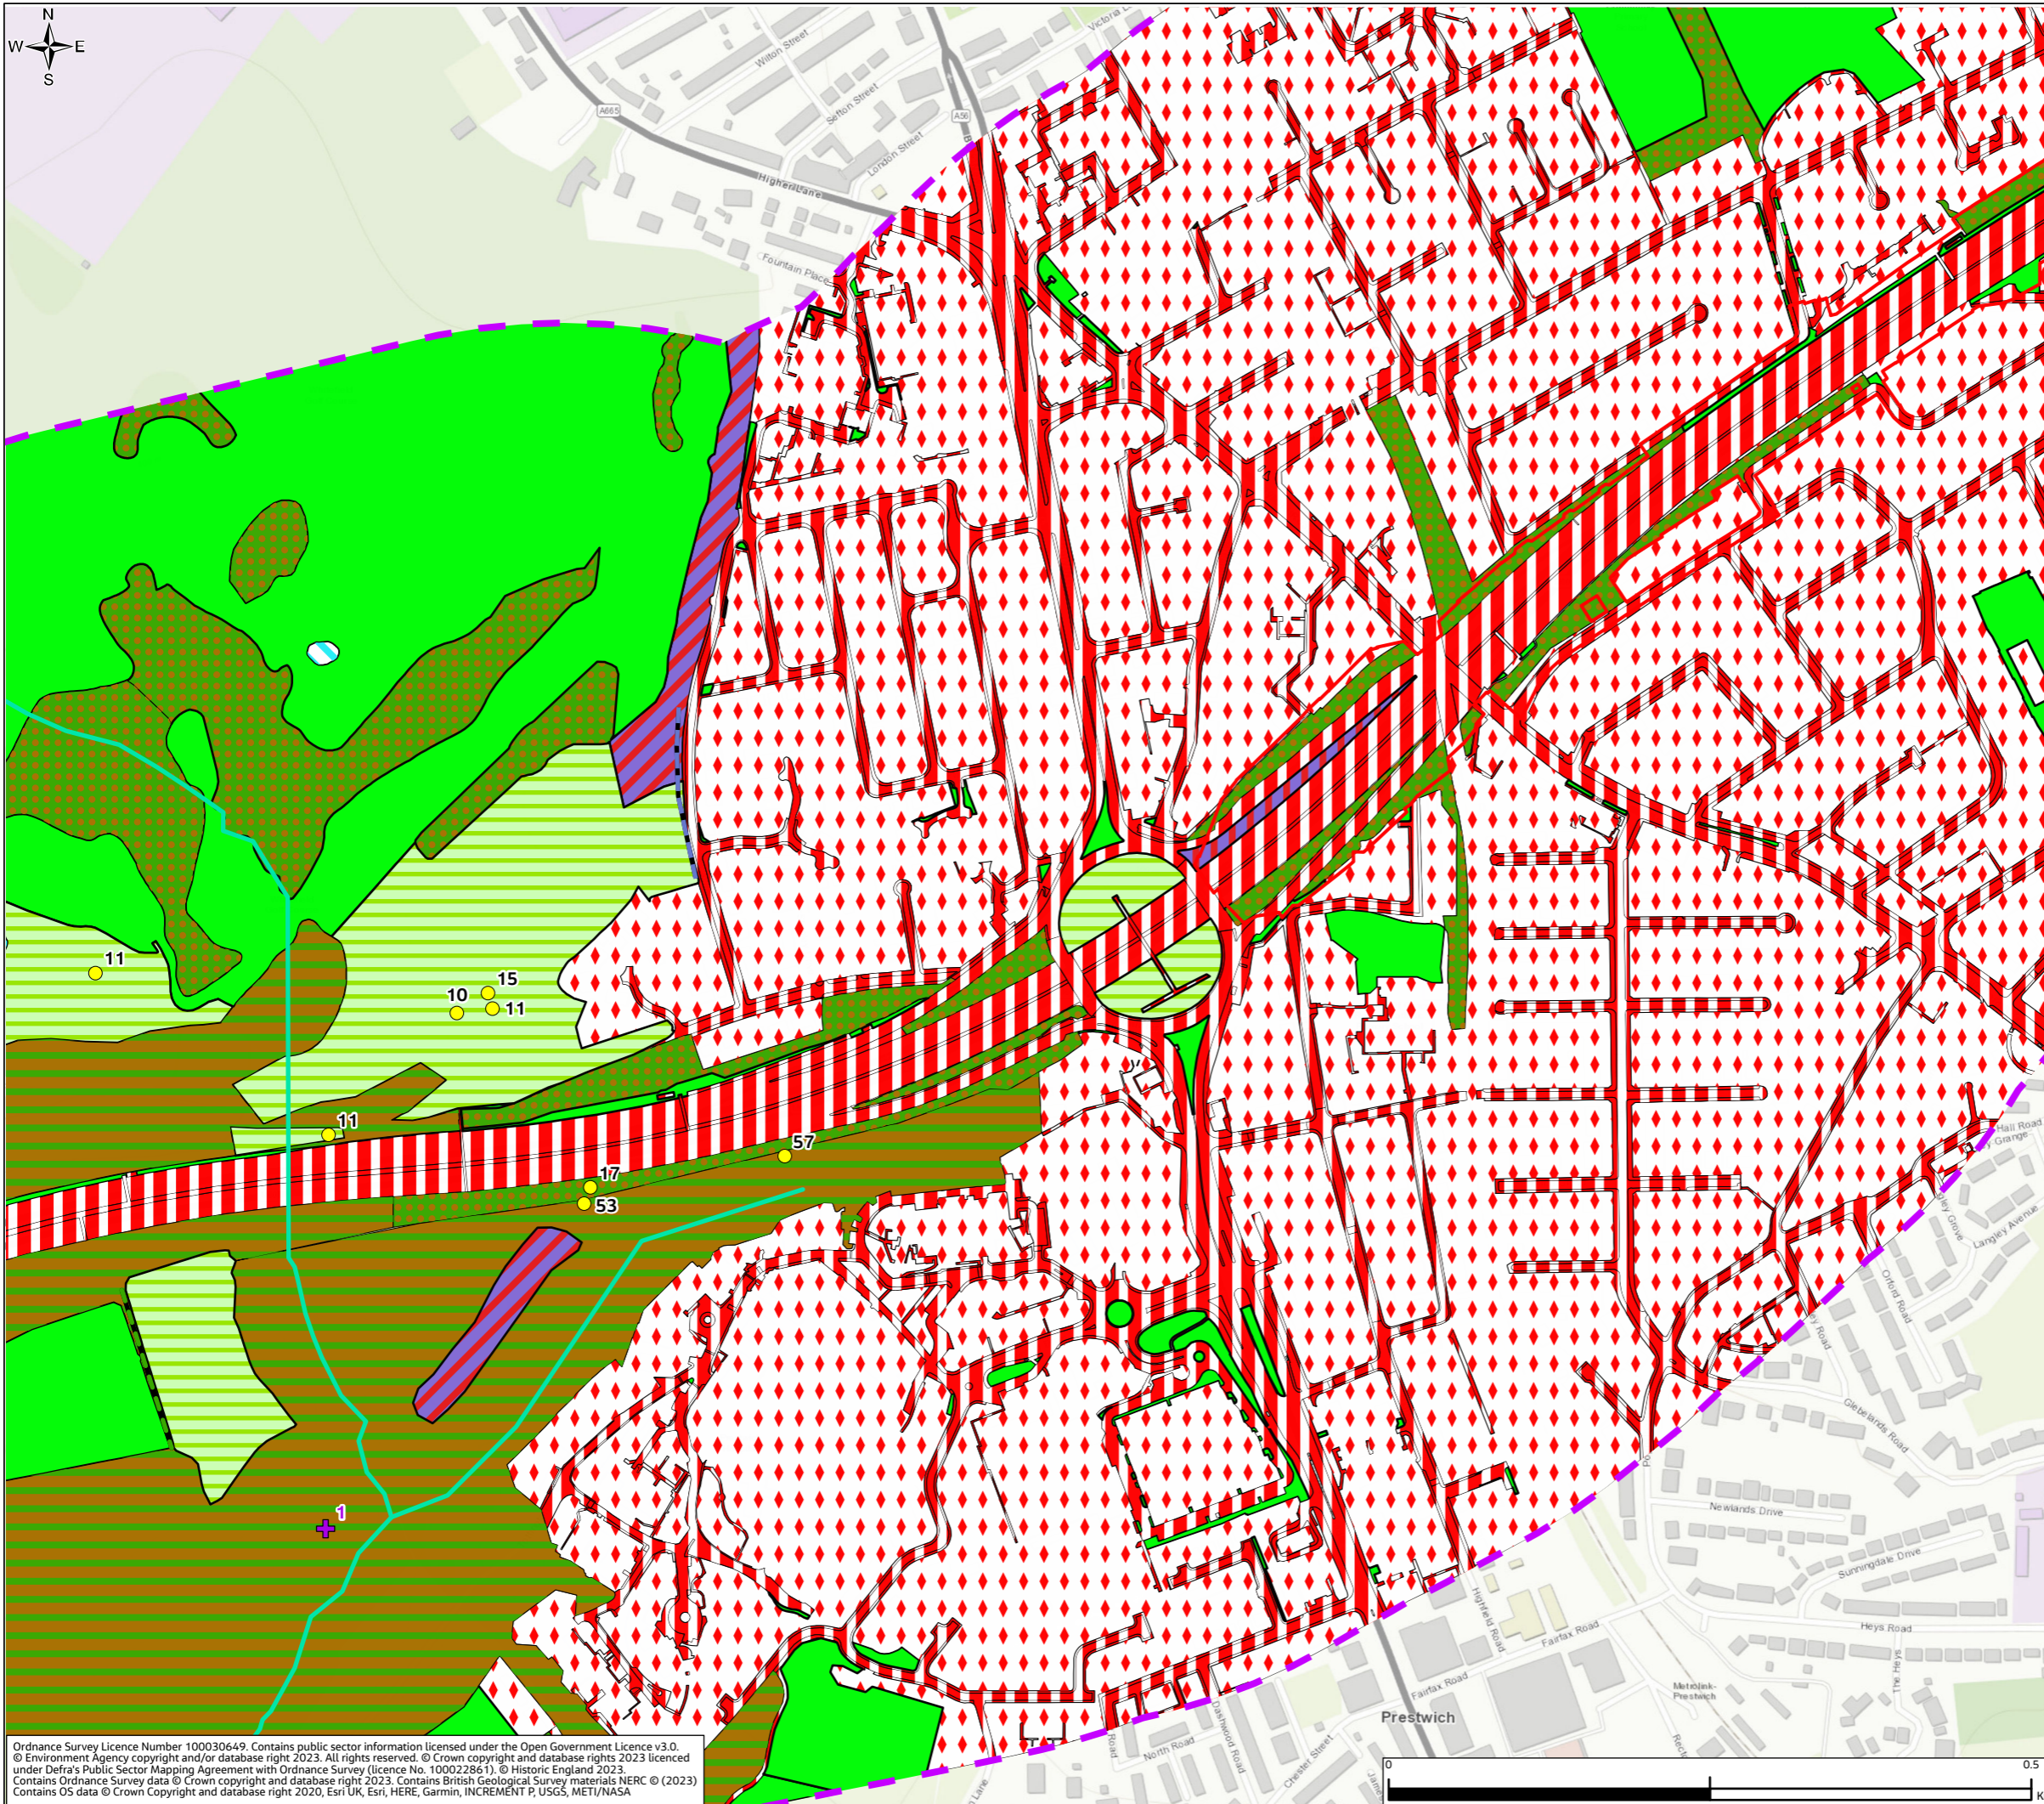 N
W E
S
Victoria L
Wilton Street
Sefton Street
A665
A56
London Street
Higher Lane
Fountain Place
11
15
10
11
11
57
17
53
1
Hall Road
Grange
Langley Avenue
Orford Road
Glebelands Road
Newlands Drive
Sunningdale Drive
Heys Road
The Heys
Highfield Road
Fairfax Road
Fairfax Road
Metrolink-
Prestwich
Prestwich
Road
North Road
Dashwood Road
Chester Street
Lane
0 0.5
Ordnance Survey Licence Number 100030649. Contains public sector information licensed under the Open Government Licence v3.0.
© Environment Agency copyright and/or database right 2023. All rights reserved. © Crown copyright and database rights 2023 licenced
under Defra's Public Sector Mapping Agreement with Ordnance Survey (licence No. 100022861). © Historic England 2023.
Contains Ordnance Survey data © Crown copyright and database right 2023. Contains British Geological Survey materials NERC © (2023)
Contains OS data © Crown Copyright and database right 2020, Esri UK, Esri, HERE, Garmin, INCREMENT P, USGS, METI/NASA